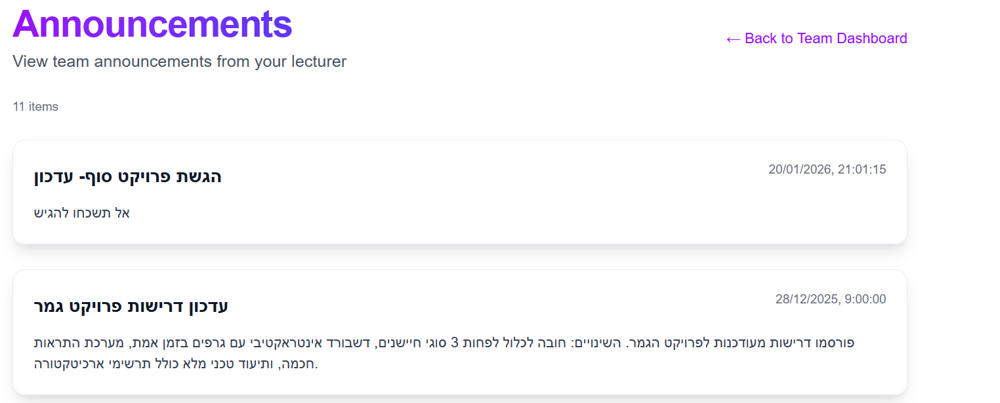 Announcements
← Back to Team Dashboard
View team announcements from your lecturer
11 items
הגשת פרויקט סוף- עדכון
20/01/2026, 21:01:15
אל תשכחו להגיש
עדכון דרישות פרויקט גמר
28/12/2025, 9:00:00
פורסמו דרישות מעודכנות לפרויקט הגמר. השינויים: חובה לכלול לפחות 3 סוגי חיישנים, דשבורד אינטראקטיבי עם גרפים בזמן אמת, מערכת התראות
חכמה, ותיעוד טכני מלא כולל תרשימי ארכיטקטורה.